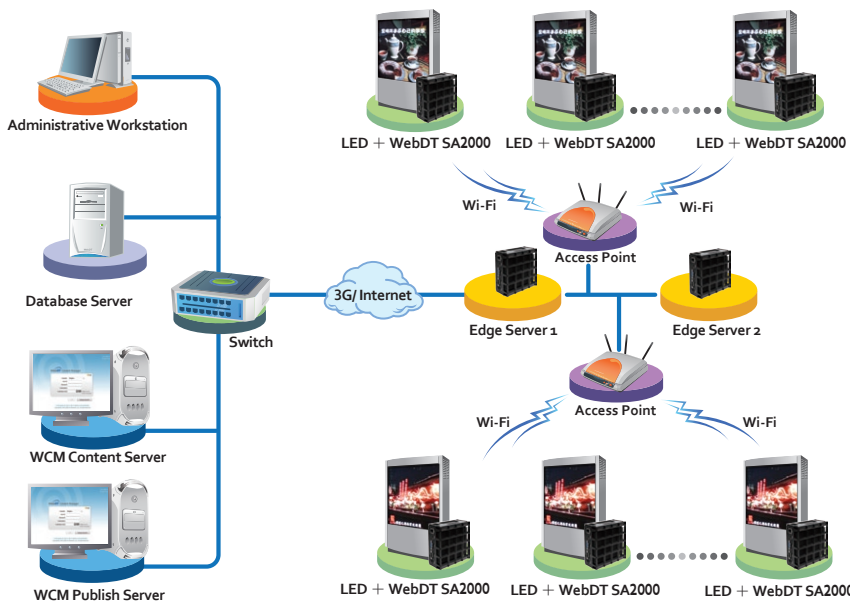 Administrative Workstation
Database Server
Switch
WCM Content Server
WCM Publish Server
3G/Internet
LED + WebDT SA2000
LED + WebDT SA2000
LED + WebDT SA2000
Wi-Fi
Wi-Fi
Access Point
Edge Server 1
Edge Server 2
Access Point
Wi-Fi
Wi-Fi
LED + WebDT SA2000
LED + WebDT SA2000
LED + WebDT SA2000